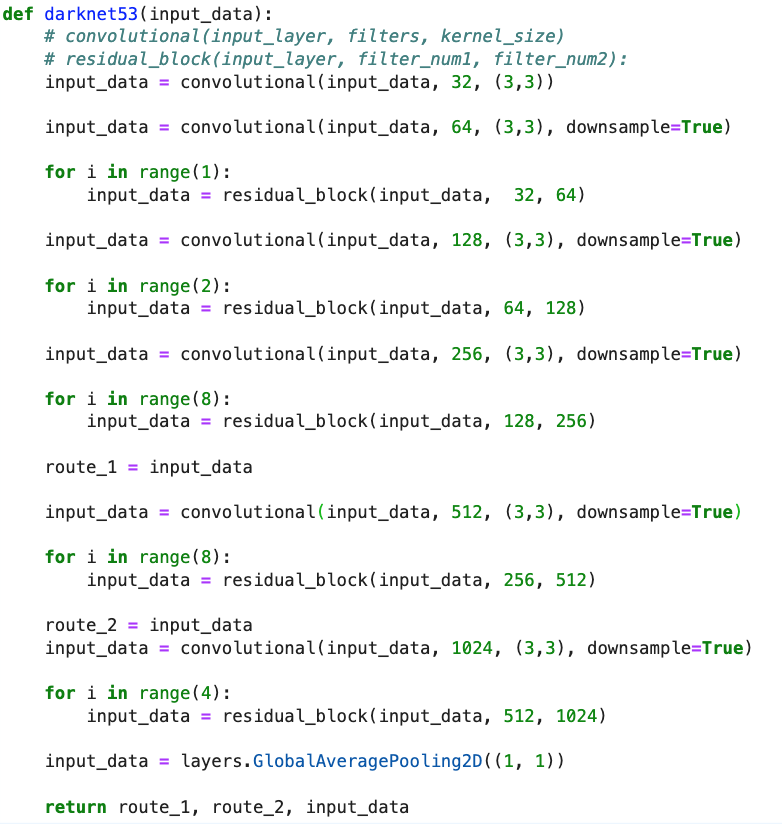 def darknet53(input_data):
    # convolutional(input_layer, filters, kernel_size)
    # residual_block(input_layer, filter_num1, filter_num2):
    input_data = convolutional(input_data, 32, (3,3))

    input_data = convolutional(input_data, 64, (3,3), downsample=True)

    for i in range(1):
        input_data = residual_block(input_data,  32, 64)

    input_data = convolutional(input_data, 128, (3,3), downsample=True)

    for i in range(2):
        input_data = residual_block(input_data, 64, 128)

    input_data = convolutional(input_data, 256, (3,3), downsample=True)

    for i in range(8):
        input_data = residual_block(input_data, 128, 256)

    route_1 = input_data

    input_data = convolutional(input_data, 512, (3,3), downsample=True)

    for i in range(8):
        input_data = residual_block(input_data, 256, 512)

    route_2 = input_data
    input_data = convolutional(input_data, 1024, (3,3), downsample=True)

    for i in range(4):
        input_data = residual_block(input_data, 512, 1024)

    input_data = layers.GlobalAveragePooling2D((1, 1))

    return route_1, route_2, input_data